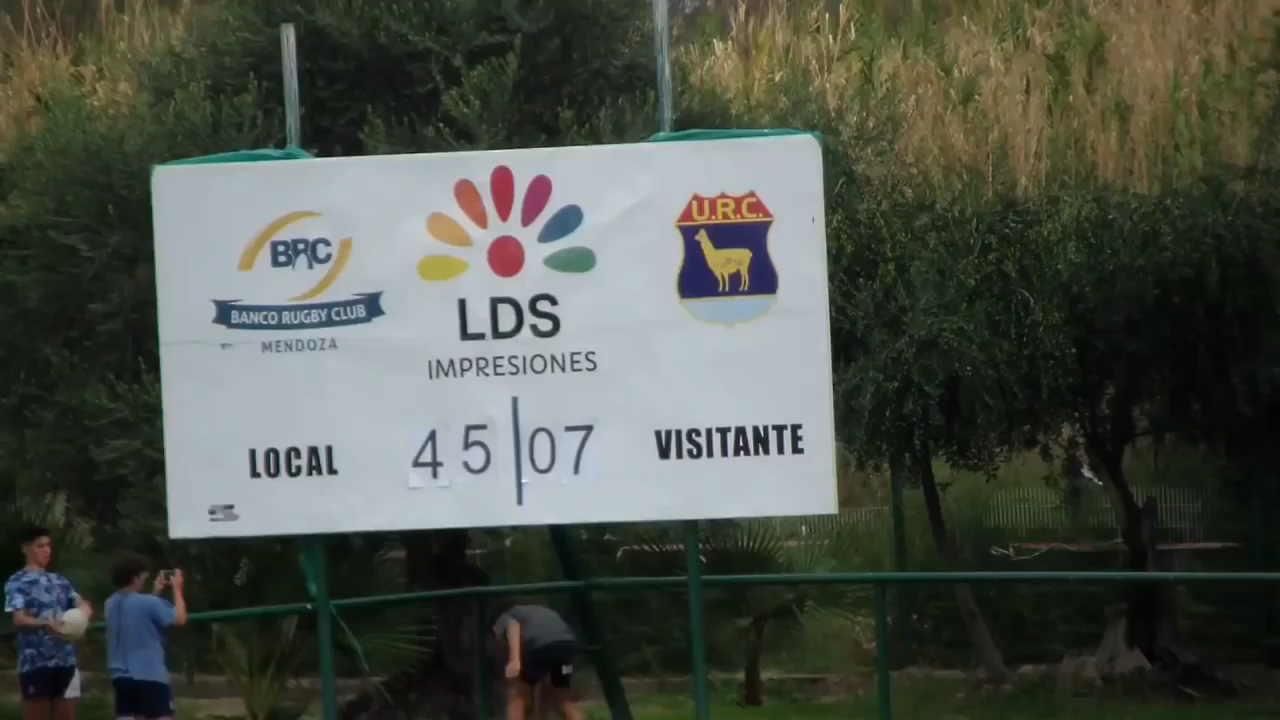 BRC
BANCO RUGBY CLUB
MENDOZA
LDS
IMPRESIONES
U.R.C.
LOCAL
45|07
VISITANTE